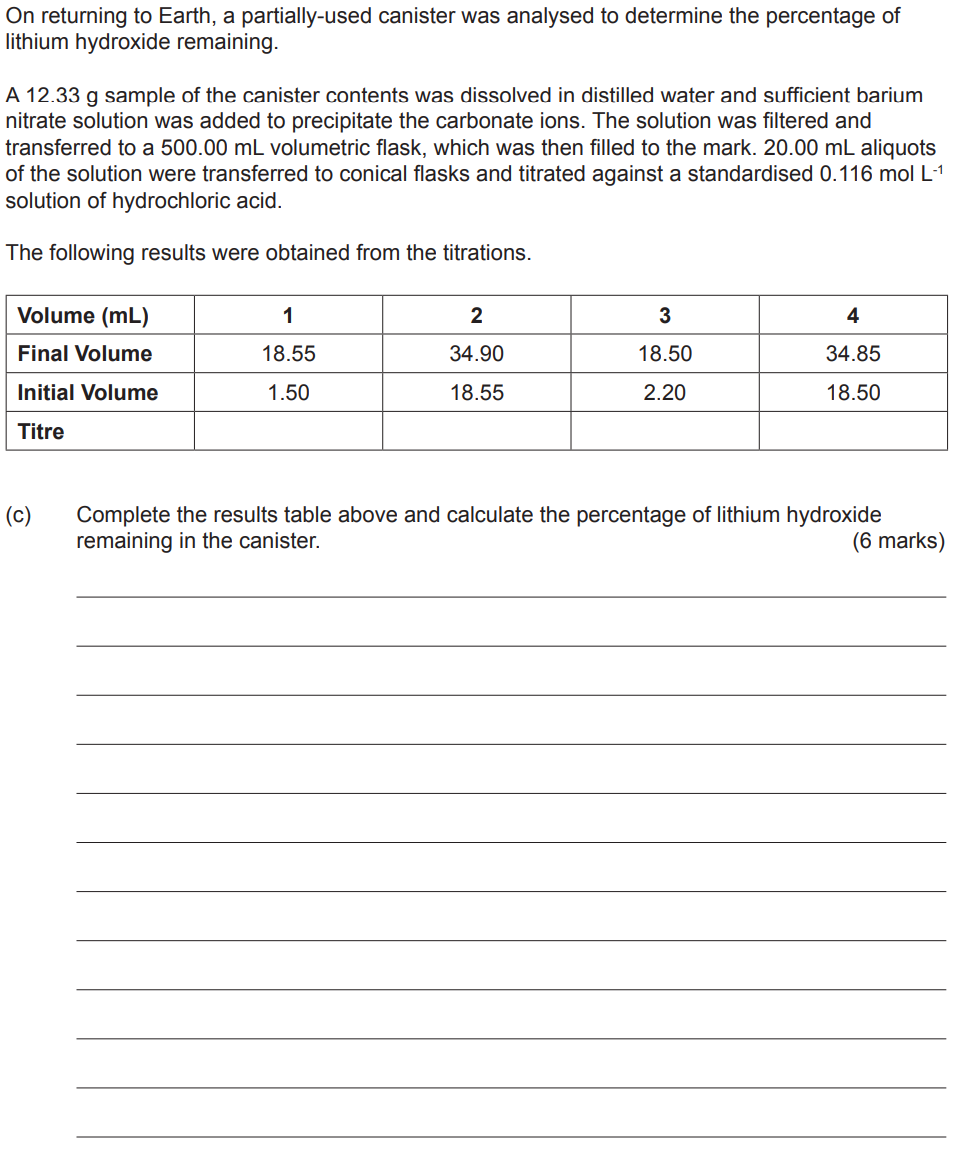 On returning to Earth, a partially-used canister was analysed to determine the percentage of
lithium hydroxide remaining.
A 12.33 g sample of the canister contents was dissolved in distilled water and sufficient barium
nitrate solution was added to precipitate the carbonate ions. The solution was filtered and
transferred to a 500.00 mL volumetric flask, which was then filled to the mark. 20.00 mL aliquots
of the solution were transferred to conical flasks and titrated against a standardised 0.116 mol L⁻¹
solution of hydrochloric acid.
The following results were obtained from the titrations.
Volume (mL) 1 2 3 4
Final Volume 18.55 34.90 18.50 34.85
Initial Volume 1.50 18.55 2.20 18.50
Titre
(c) Complete the results table above and calculate the percentage of lithium hydroxide
remaining in the canister. (6 marks)